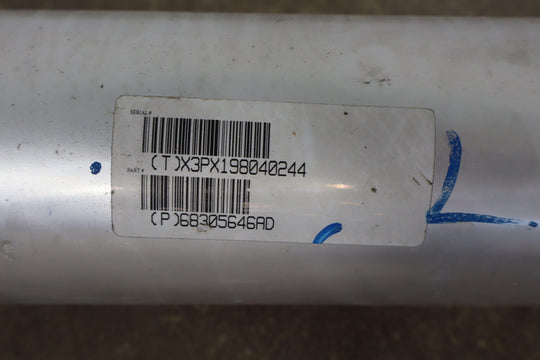 SERIAL #
(T)X3PX198040244
PART #
(P)68305646AD